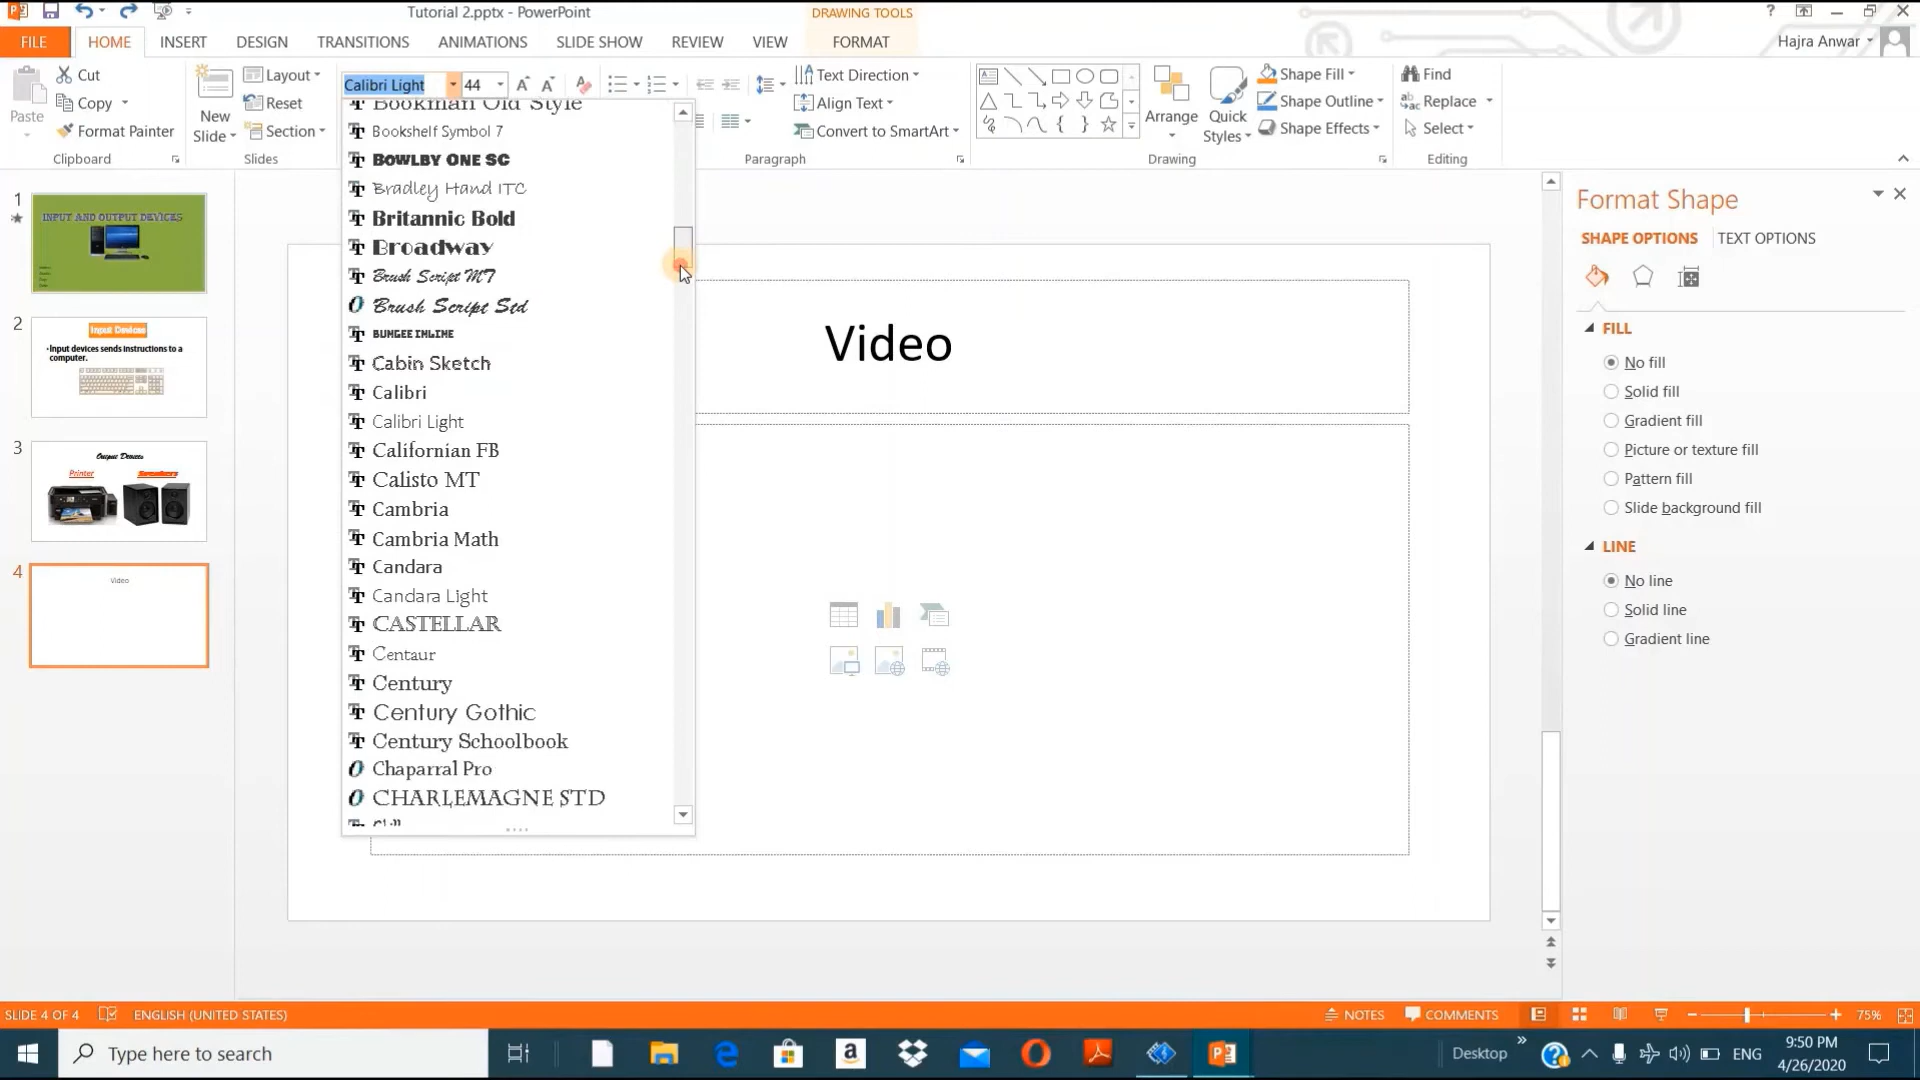 Tutorial 2.pptx - PowerPoint
DRAWING TOOLS
FILE
HOME
INSERT
DESIGN
TRANSITIONS
ANIMATIONS
SLIDE SHOW
REVIEW
VIEW
FORMAT
Hajra Anwar
Paste
Cut
Copy
Format Painter
Clipboard
New
Slide
Layout
Reset
Section
Slides
Calibri Light
44
Text Direction
Align Text
Convert to SmartArt
Paragraph
Arrange
Quick
Styles
Shape Fill
Shape Outline
Shape Effects
Drawing
Find
Replace
Select
Editing
Bookman Old Style
Bookshelf Symbol 7
Bowlby One SC
Bradley Hand ITC
Britannic Bold
Broadway
Brush Script MT
Brush Script Std
BUNGEE INLINE
Cabin Sketch
Calibri
Calibri Light
Californian FB
Calisto MT
Cambria
Cambria Math
Candara
Candara Light
CASTELLAR
Centaur
Century
Century Gothic
Century Schoolbook
Chaparral Pro
CHARLEMAGNE STD
1
INPUT AND OUTPUT DEVICES
2
Input Devices
•Input devices sends instructions to a
computer.
3
Output Devices
Printer
Speakers
4
Video
Video
Format Shape
SHAPE OPTIONS
TEXT OPTIONS
FILL
No fill
Solid fill
Gradient fill
Picture or texture fill
Pattern fill
Slide background fill
LINE
No line
Solid line
Gradient line
SLIDE 4 OF 4
ENGLISH (UNITED STATES)
NOTES
COMMENTS
75%
Type here to search
Desktop
ENG
9:50 PM
4/26/2020